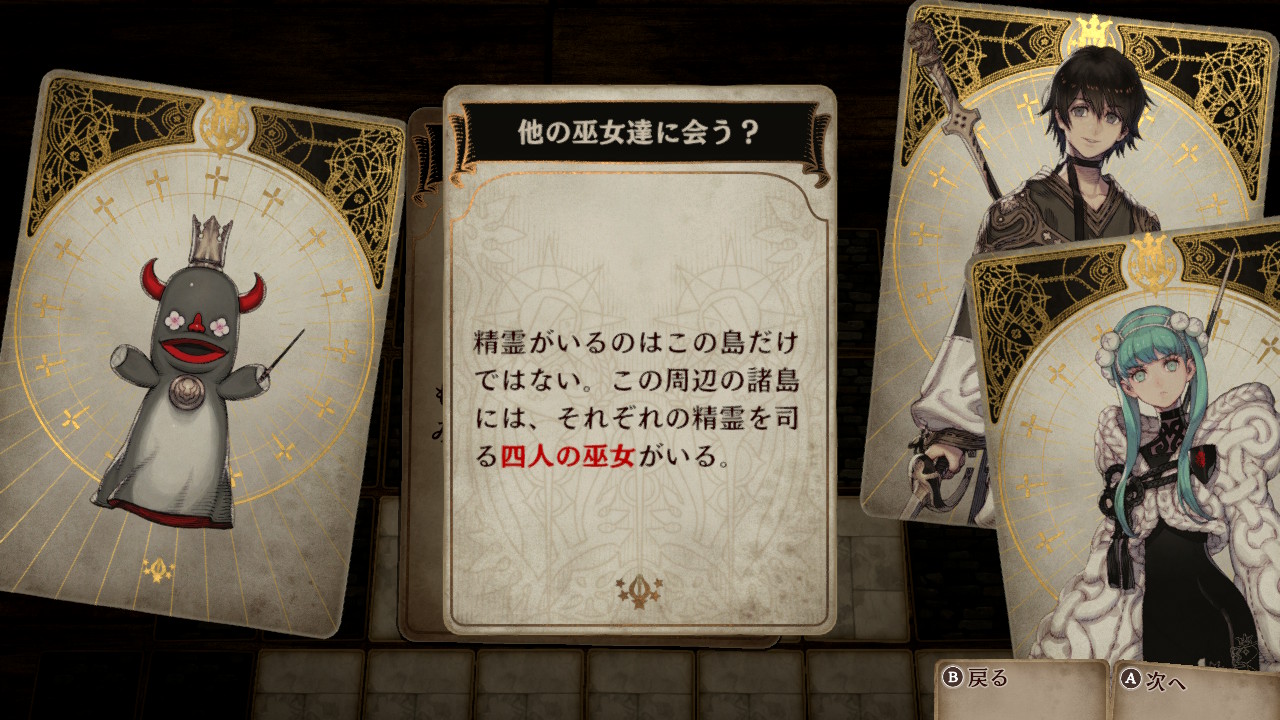 他の巫女達に会う？
精霊がいるのはこの島だけ
ではない。この周辺の諸島
には、それぞれの精霊を司
る四人の巫女がいる。
B戻る
A次へ